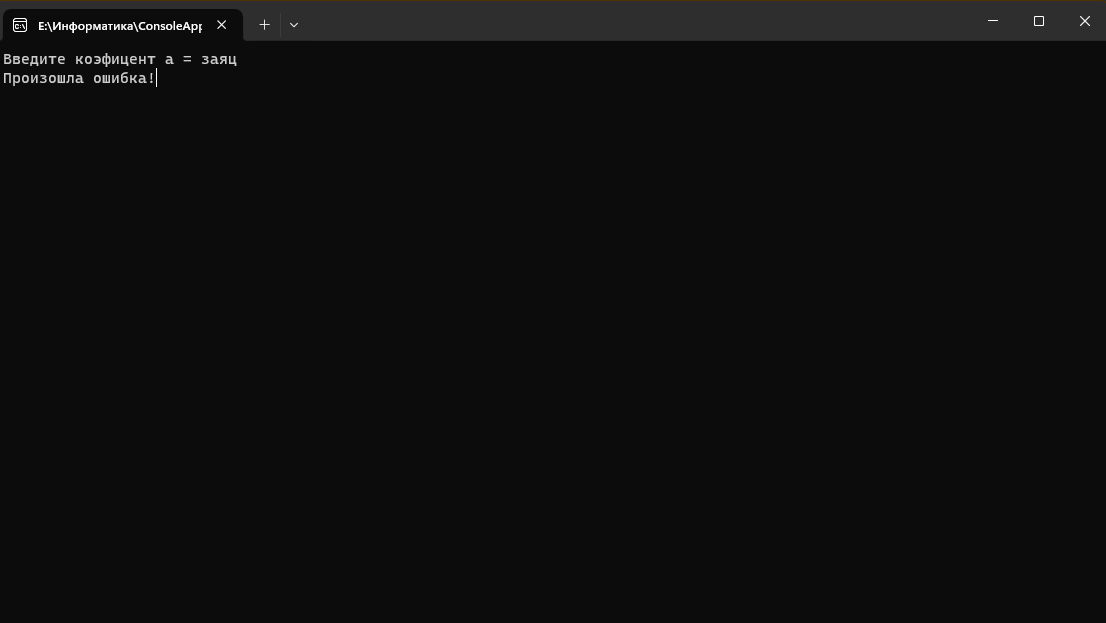 E:\Информатика\ConsoleApp
Введите коэфицент a = заяц
Произошла ошибка!